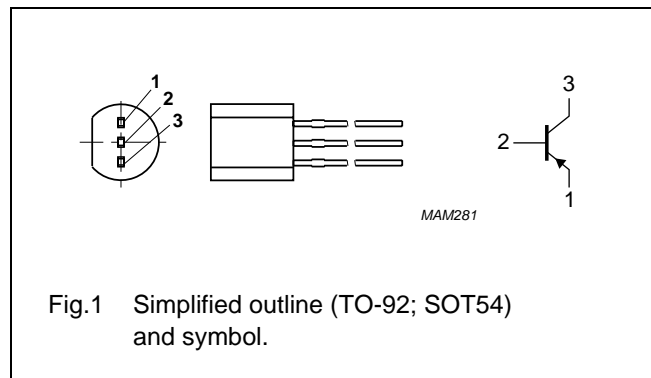 1
2
3
3
2
1
MAM281
Fig.1 Simplified outline (TO-92; SOT54)
and symbol.